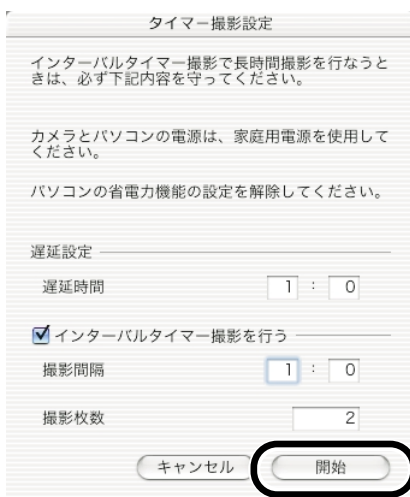 タイマー撮影設定
インターバルタイマー撮影で長時間撮影を行なうと
きは、必ず下記内容を守ってください。
カメラとパソコンの電源は、家庭用電源を使用して
ください。
パソコンの省電力機能の設定を解除してください。
遅延設定
遅延時間 1 : 0
インターバルタイマー撮影を行う
撮影間隔 1 : 0
撮影枚数 2
キャンセル 開始